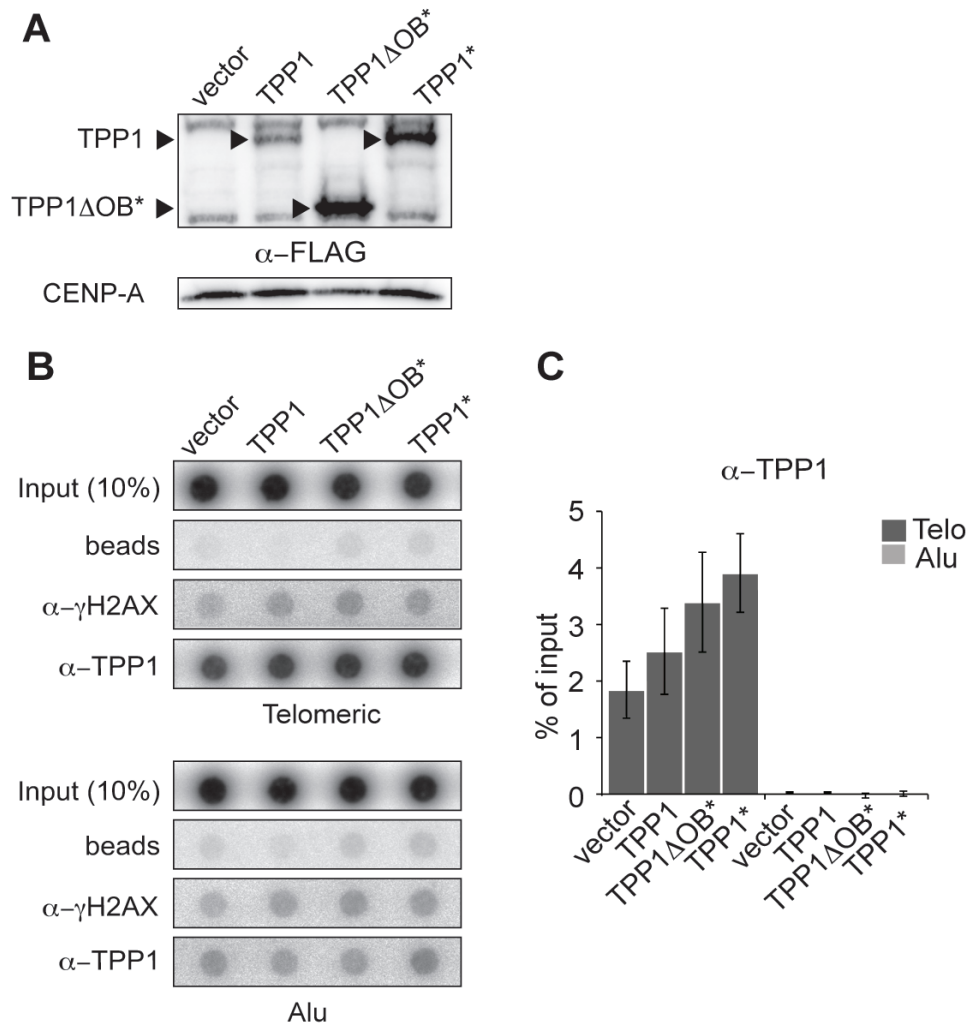 A
vector
TPP1
TPP1ΔOB*
TPP1*
TPP1
TPP1ΔOB*
α–FLAG
CENP-A
B
vector
TPP1
TPP1ΔOB*
TPP1*
Input (10%)
beads
α–γH2AX
α–TPP1
Telomeric
Input (10%)
beads
α–γH2AX
α–TPP1
Alu
C
α–TPP1
Telo
Alu
% of input
5
4
3
2
1
0
vector
TPP1
TPP1ΔOB*
TPP1*
vector
TPP1
TPP1ΔOB*
TPP1*